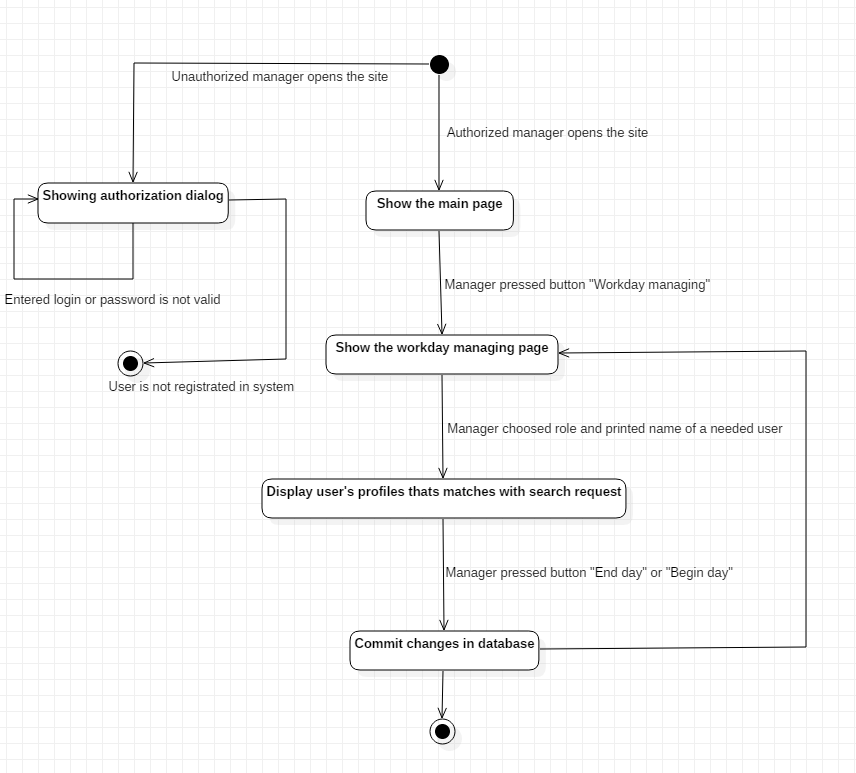 Unauthorized manager opens the site
Authorized manager opens the site
Showing authorization dialog
Show the main page
Manager pressed button "Workday managing"
Entered login or password is not valid
Show the workday managing page
User is not registrated in system
Manager choosed role and printed name of a needed user
Display user's profiles thats matches with search request
Manager pressed button "End day" or "Begin day"
Commit changes in database